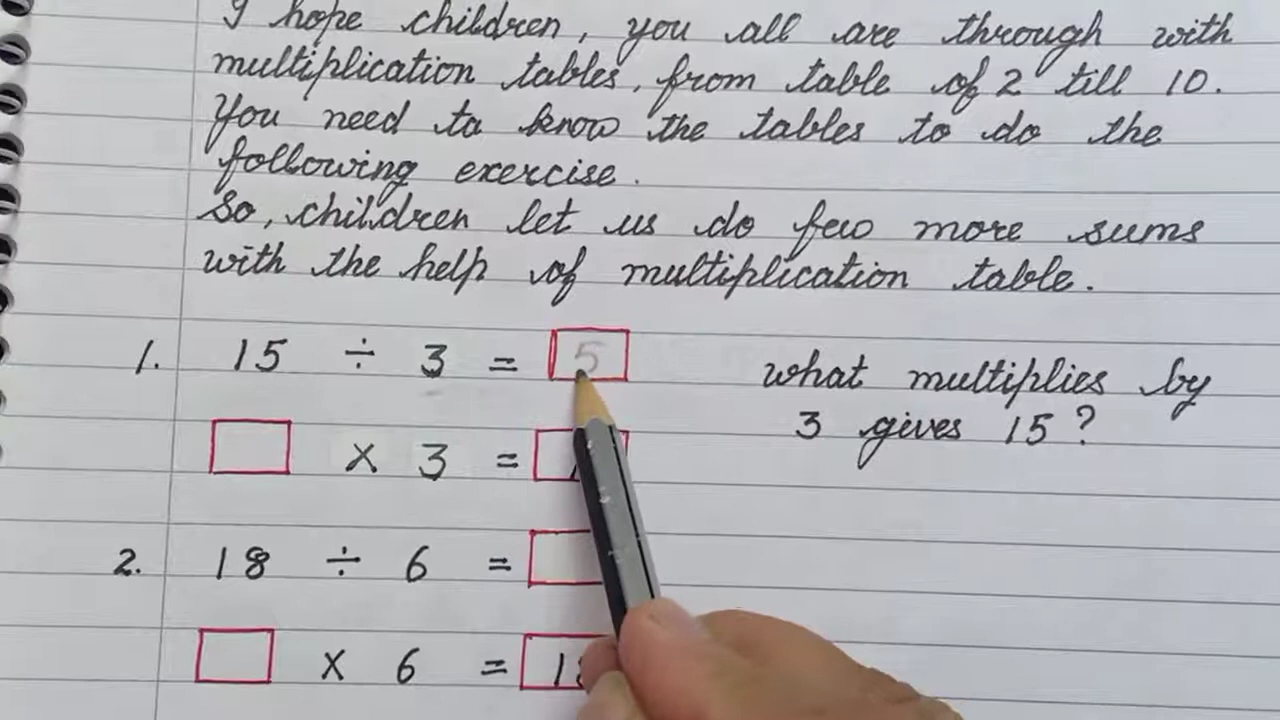 I hope children, you all are through with
multiplication tables, from table of 2 till 10.
You need to know the tables to do the
following exercise.
So, children let us do few more sums
with the help of multiplication table.
1. 15 ÷ 3 = 5
what multiplies by
3 gives 15 ?
x 3 =
2. 18 ÷ 6 =
x 6 = 18